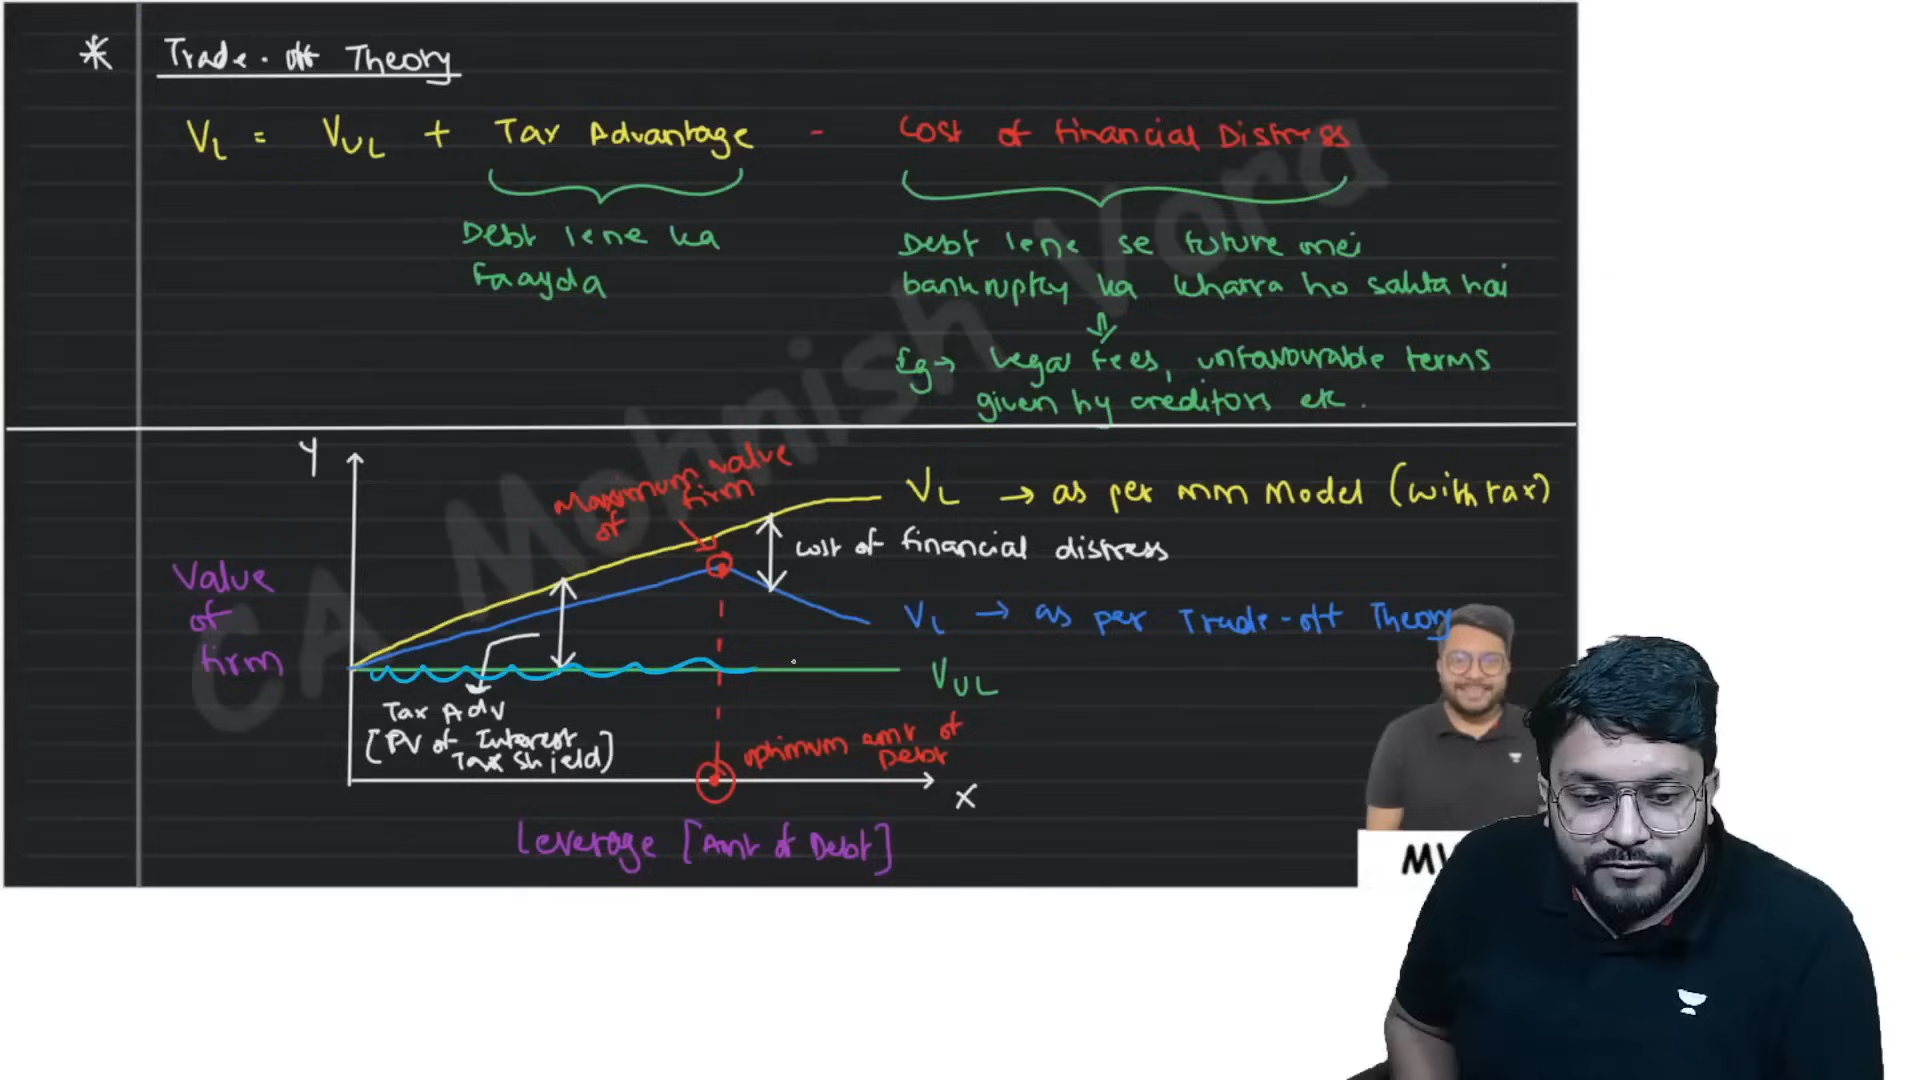 * Trade-off Theory
VL = VUL + Tax Advantage - Cost of Financial Distress
Debt lene ka
Faayda
Debt lene se future mei
bankruptcy ka khatra ho sakta hai
Eg → Legal Fees, unfavourable terms
given by creditors etc.
Y
Maximum value
of firm
VL → as per MM Model (with tax)
cost of financial distress
Value
of
firm
VL → as per Trade-off Theory
VUL
Tax Adv
[PV of Interest
Tax Shield]
optimum amt of
Debt
X
Leverage [Amt of Debt]
CA Mohnish Vora